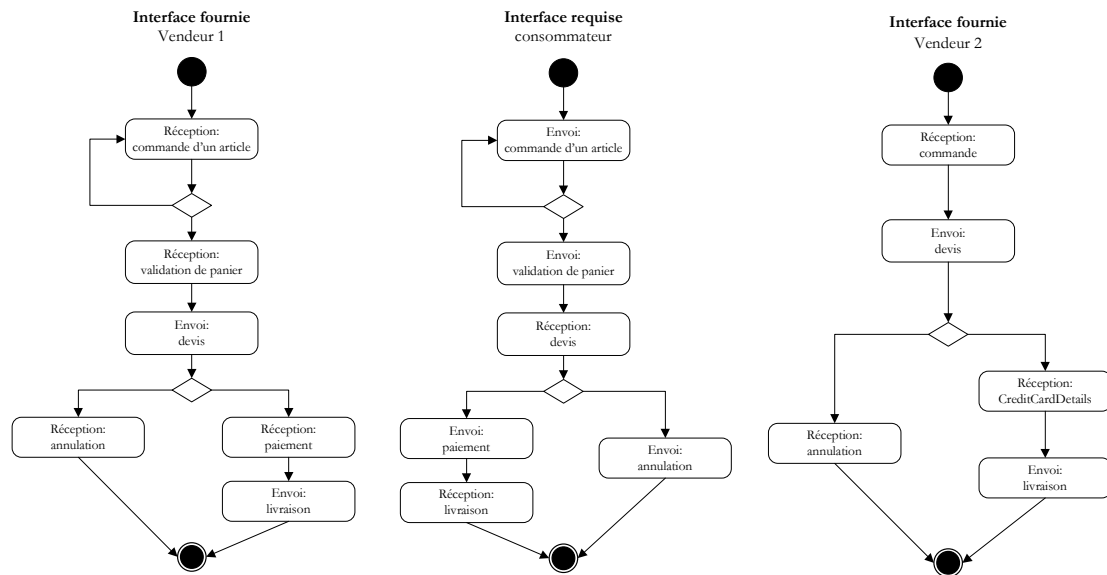 Interface fournie
Vendeur 1
Réception:
commande d'un article
Réception:
validation de panier
Envoi:
devis
Réception:
annulation
Réception:
paiement
Envoi:
livraison
Interface requise
consommateur
Envoi:
commande d'un article
Envoi:
validation de panier
Réception:
devis
Envoi:
paiement
Réception:
livraison
Envoi:
annulation
Interface fournie
Vendeur 2
Réception:
commande
Envoi:
devis
Réception:
annulation
Réception:
CreditCardDetails
Envoi:
livraison